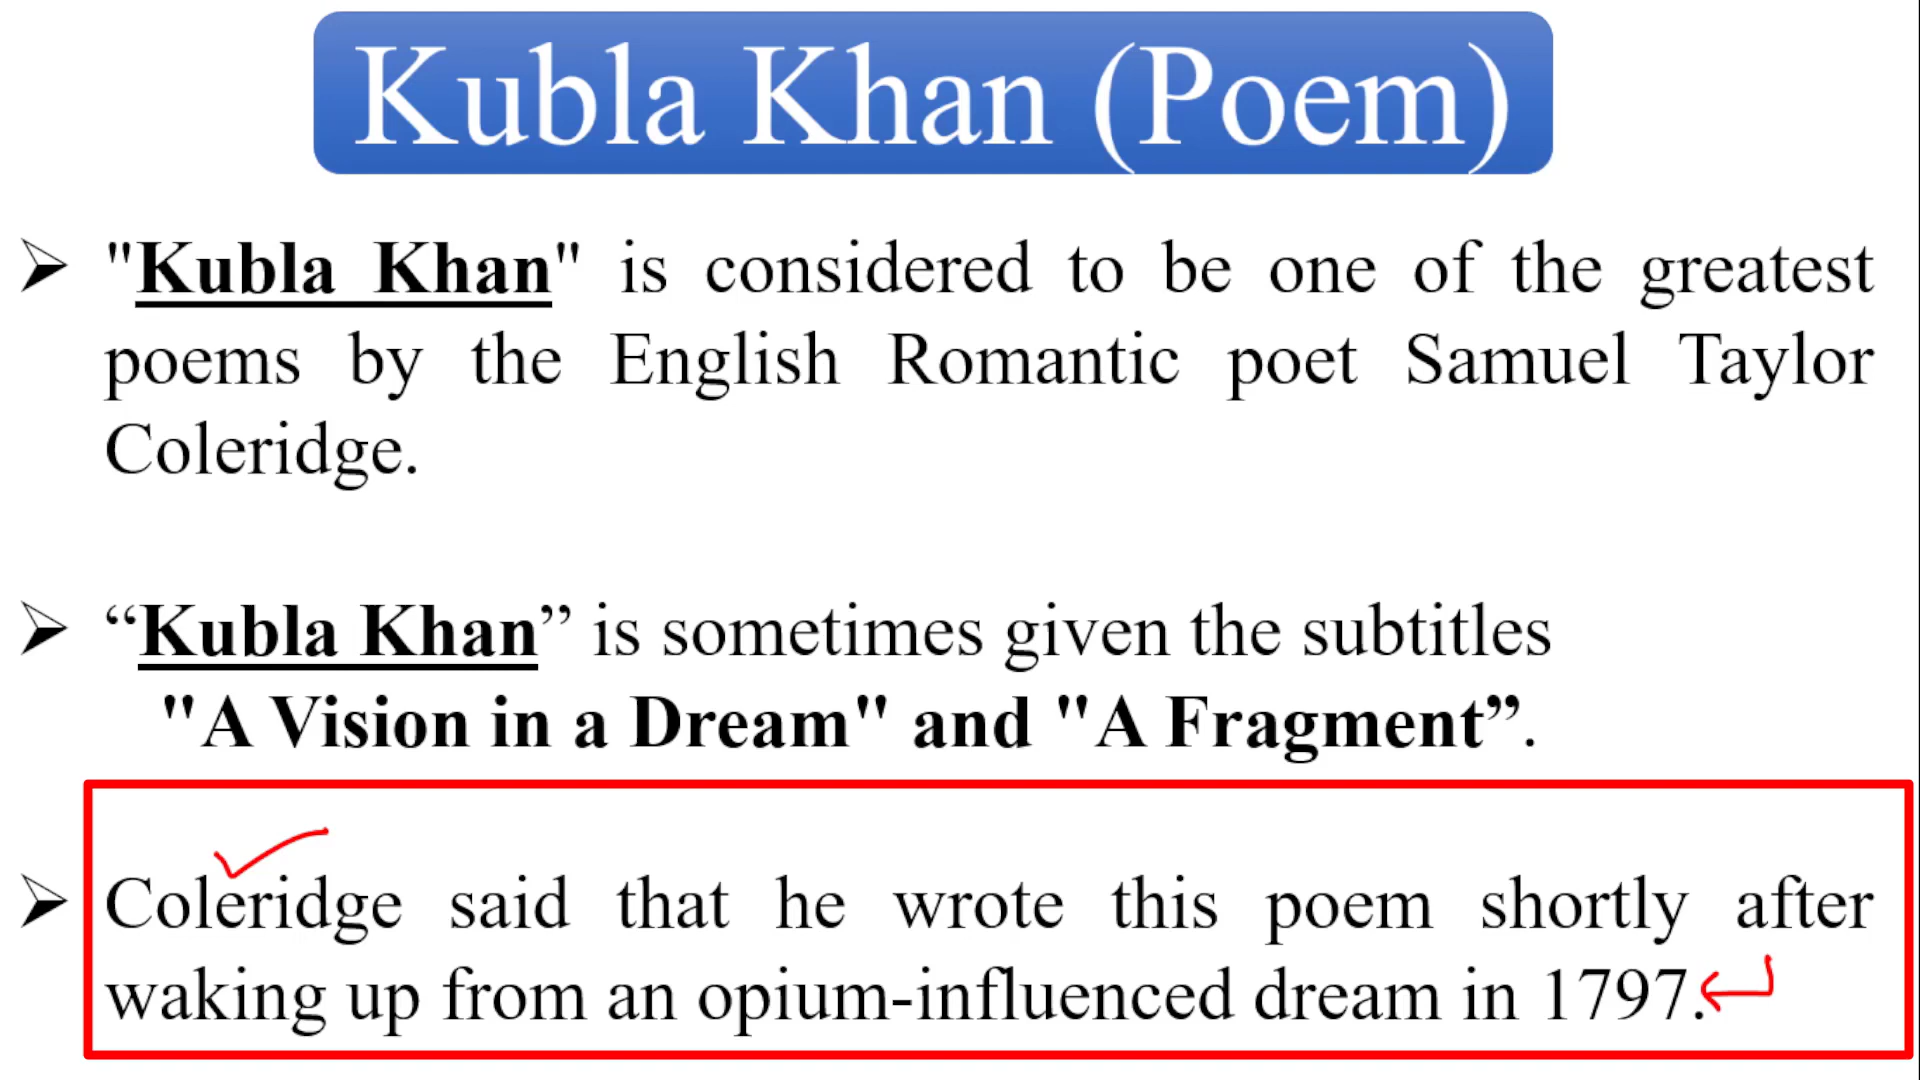 Kubla Khan (Poem)
➢ "Kubla Khan" is considered to be one of the greatest
poems by the English Romantic poet Samuel Taylor
Coleridge.
➢ “Kubla Khan” is sometimes given the subtitles
"A Vision in a Dream" and "A Fragment”.
➢ Coleridge said that he wrote this poem shortly after
waking up from an opium-influenced dream in 1797.